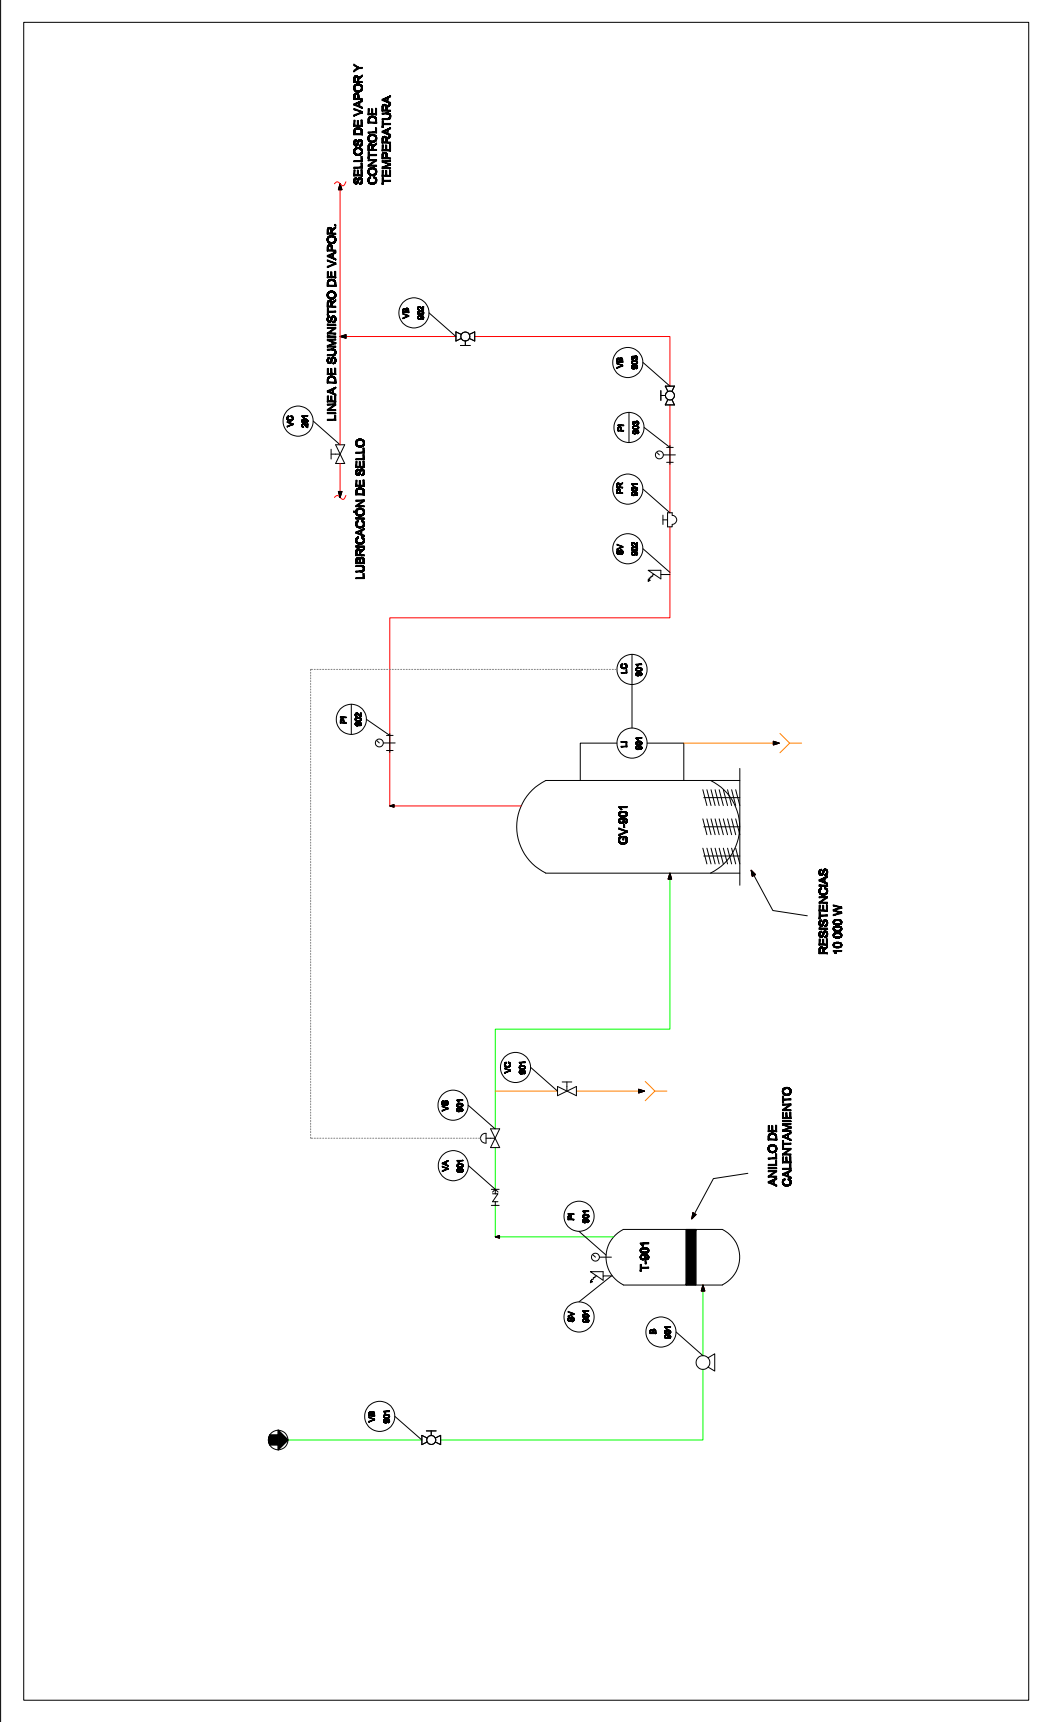 VC
201
LINEA DE SUMINISTRO DE VAPOR.
SELLOS DE VAPOR Y
CONTROL DE
TEMPERATURA
LUBRICACIÓN DE SELLO
PI
902
VB
902
VB
901
VA
901
VS
901
VC
901
SV
901
PI
901
T-901
B
901
GV-901
LI
901
LC
901
SV
902
PR
901
PI
903
VB
903
ANILLO DE
CALENTAMIENTO
RESISTENCIAS
10 000 W